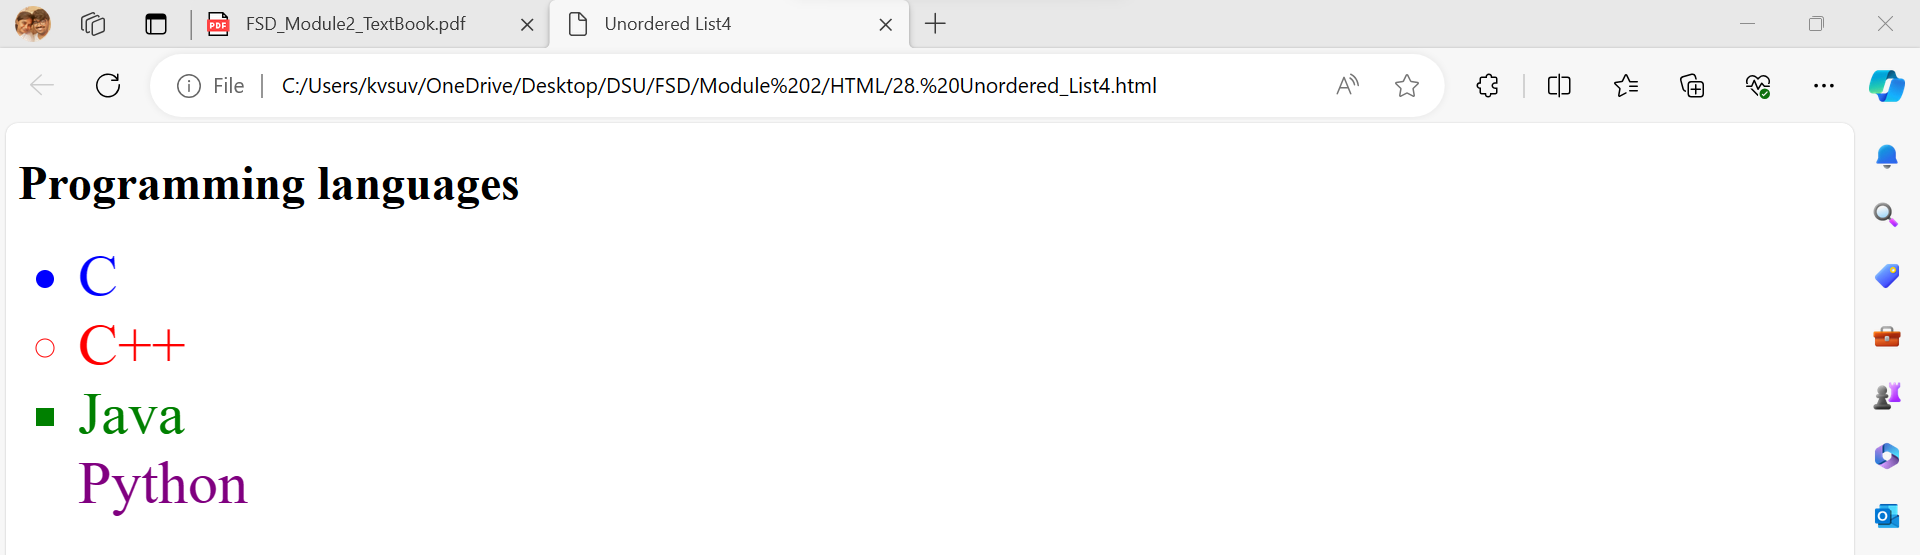 FSD_Module2_TextBook.pdf
Unordered List4
File
C:/Users/kvsuv/OneDrive/Desktop/DSU/FSD/Module%202/HTML/28.%20Unordered_List4.html
Programming languages
C
C++
Java
Python